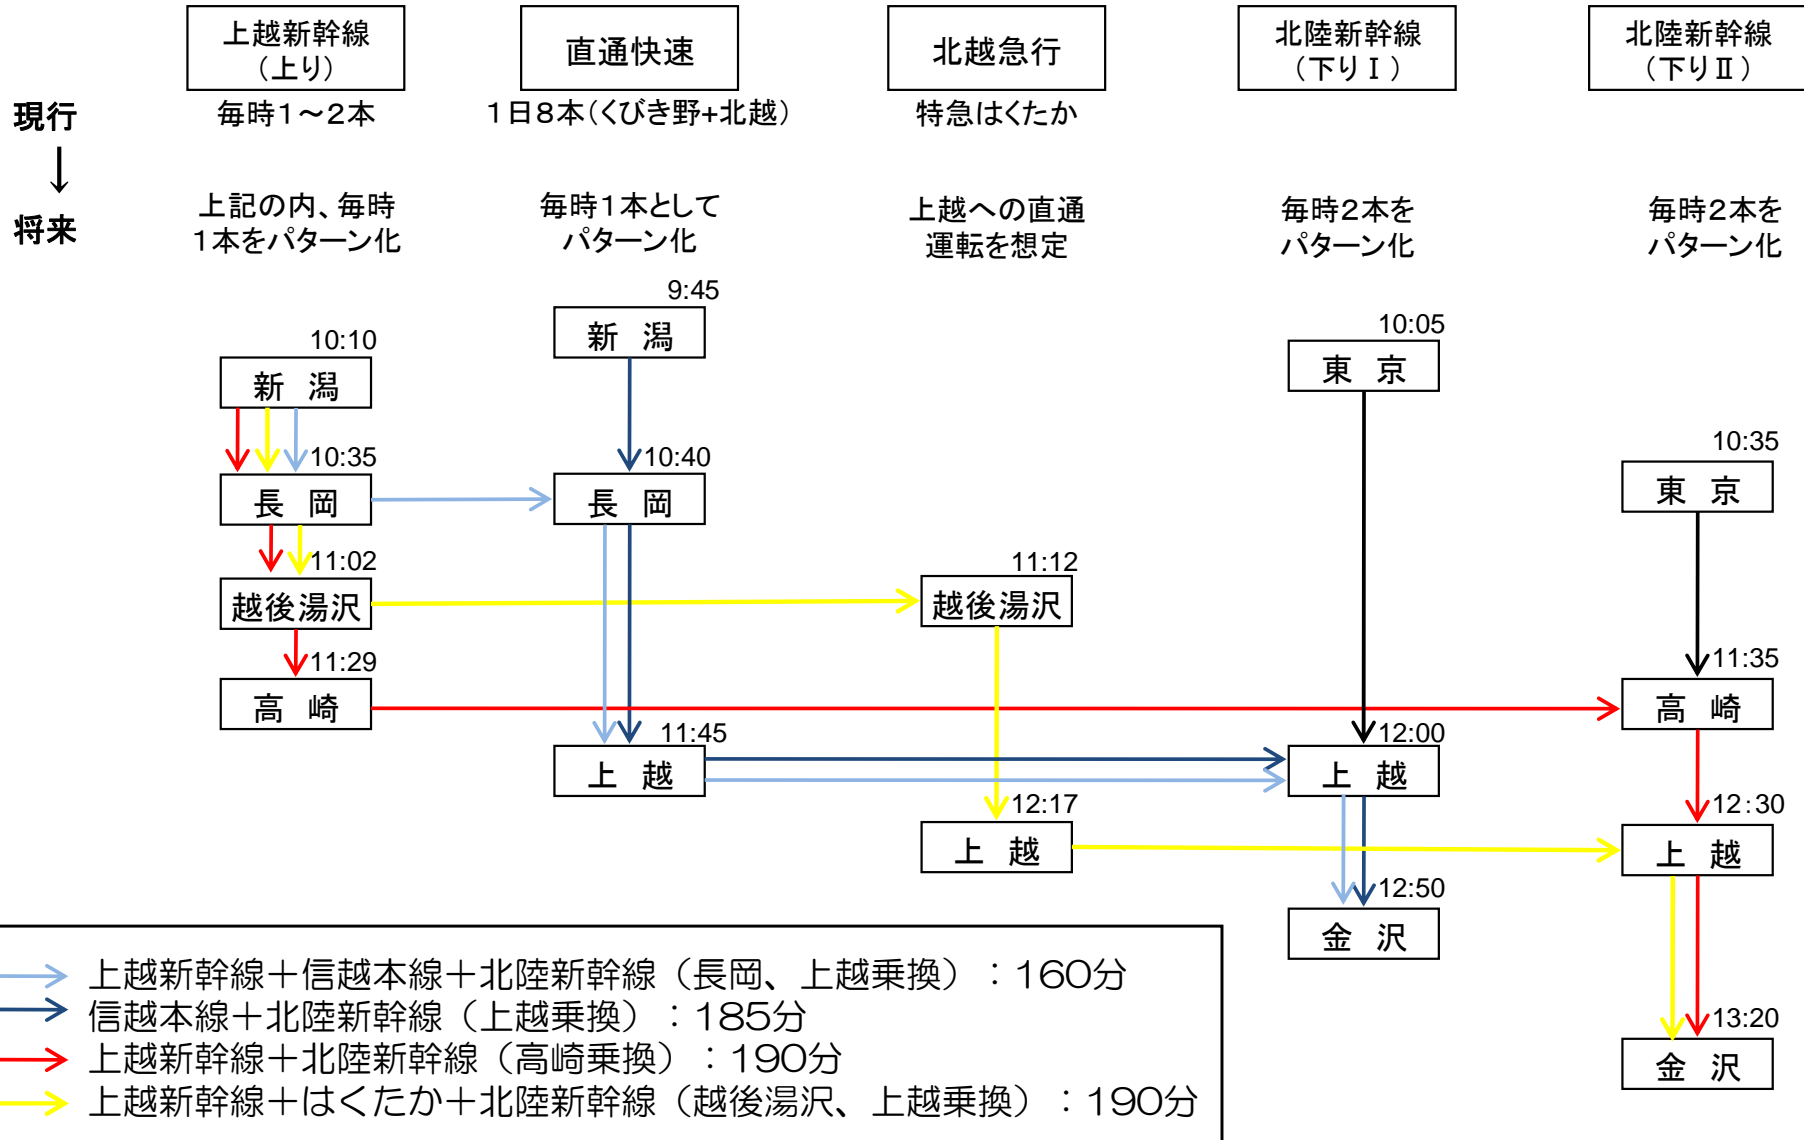 上越新幹線
（上り）
直通快速
北越急行
北陸新幹線
（下りⅠ）
北陸新幹線
（下りⅡ）
現行
毎時１～２本
１日８本（くびき野+北越）
特急はくたか
↓
将来
上記の内、毎時
１本をパターン化
毎時１本として
パターン化
上越への直通
運転を想定
毎時２本を
パターン化
毎時２本を
パターン化
10:10
新　潟
10:35
長　岡
11:02
越後湯沢
11:29
高　崎
9:45
新　潟
10:40
長　岡
11:45
上　越
11:12
越後湯沢
12:17
上　越
10:05
東　京
12:00
上　越
12:50
金　沢
10:35
東　京
11:35
高　崎
12:30
上　越
13:20
金　沢
上越新幹線＋信越本線＋北陸新幹線（長岡、上越乗換）：160分
信越本線＋北陸新幹線（上越乗換）：185分
上越新幹線＋北陸新幹線（高崎乗換）：190分
上越新幹線＋はくたか＋北陸新幹線（越後湯沢、上越乗換）：190分